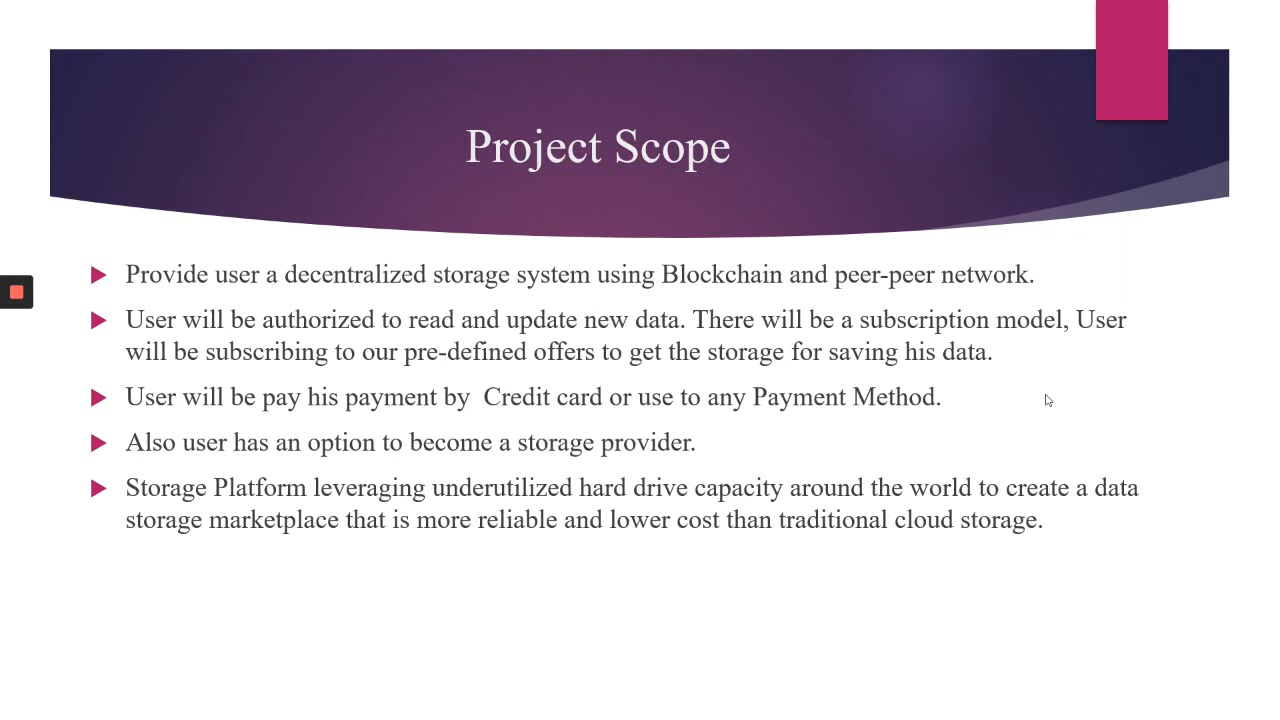 Project Scope
Provide user a decentralized storage system using Blockchain and peer-peer network.
User will be authorized to read and update new data. There will be a subscription model, User
will be subscribing to our pre-defined offers to get the storage for saving his data.
User will be pay his payment by  Credit card or use to any Payment Method.
Also user has an option to become a storage provider.
Storage Platform leveraging underutilized hard drive capacity around the world to create a data
storage marketplace that is more reliable and lower cost than traditional cloud storage.